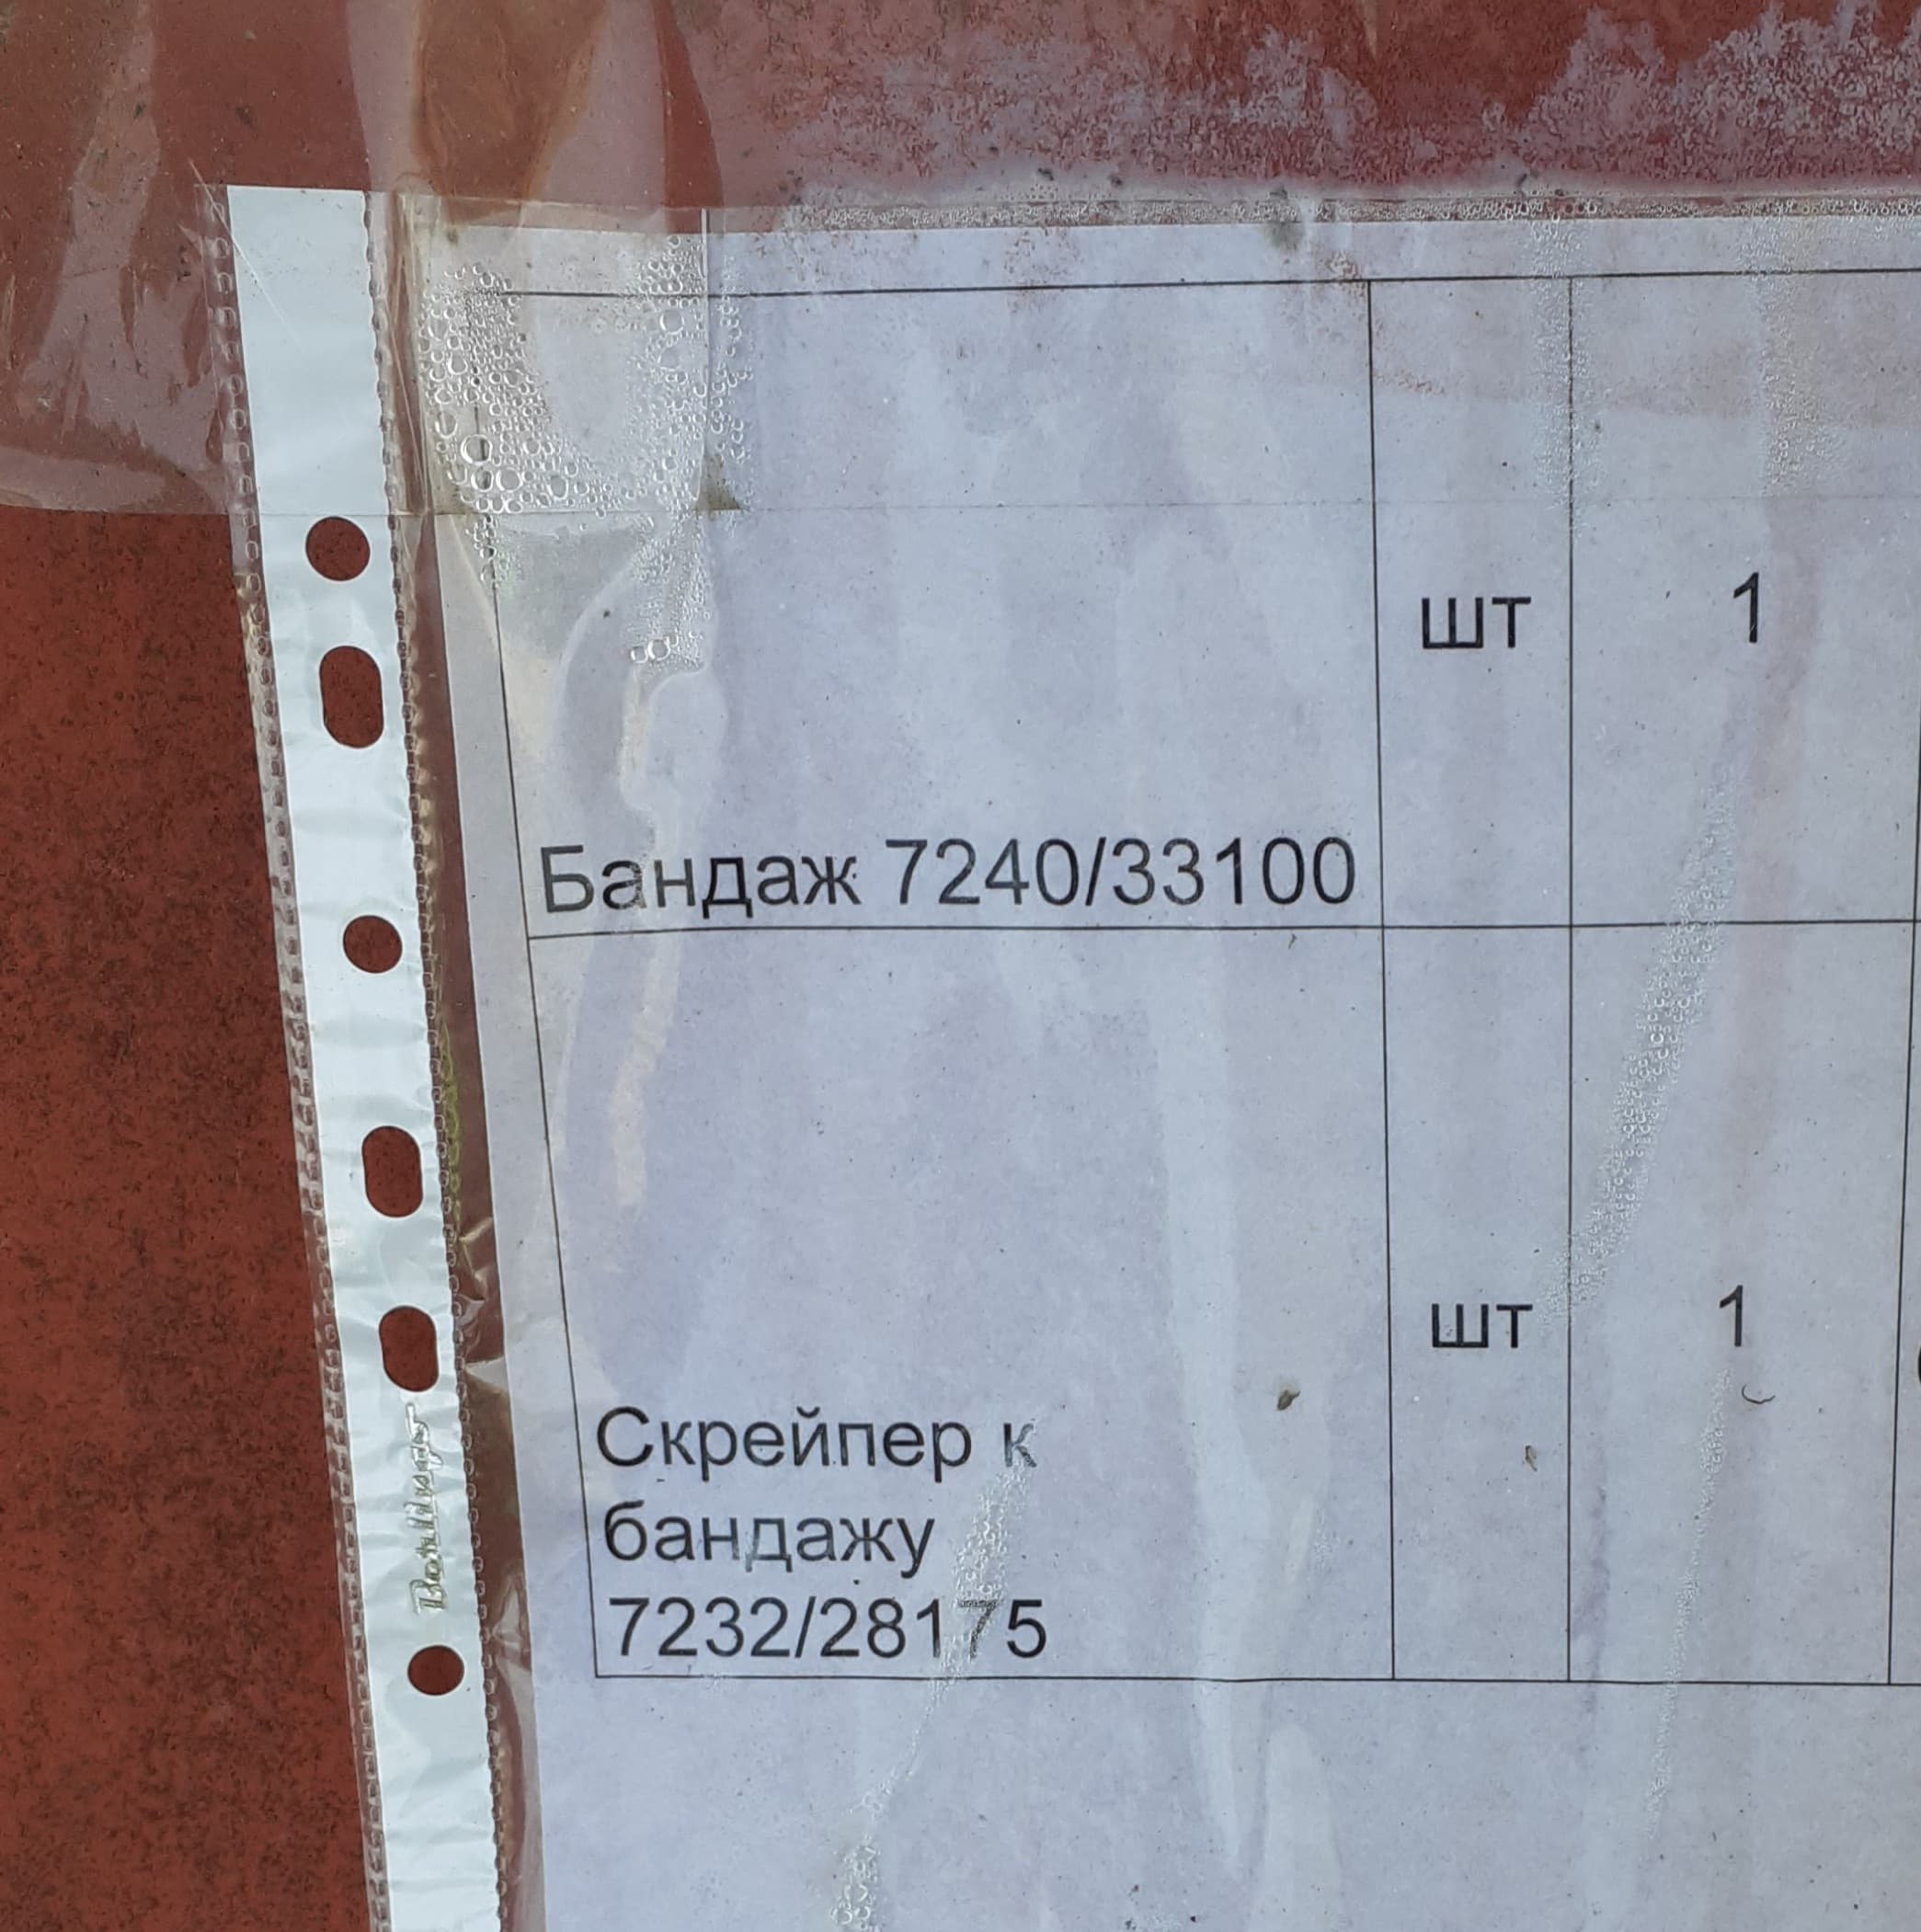 Бандаж 7240/33100 шт 1
Скрейпер к
бандажу
7232/28175
шт 1